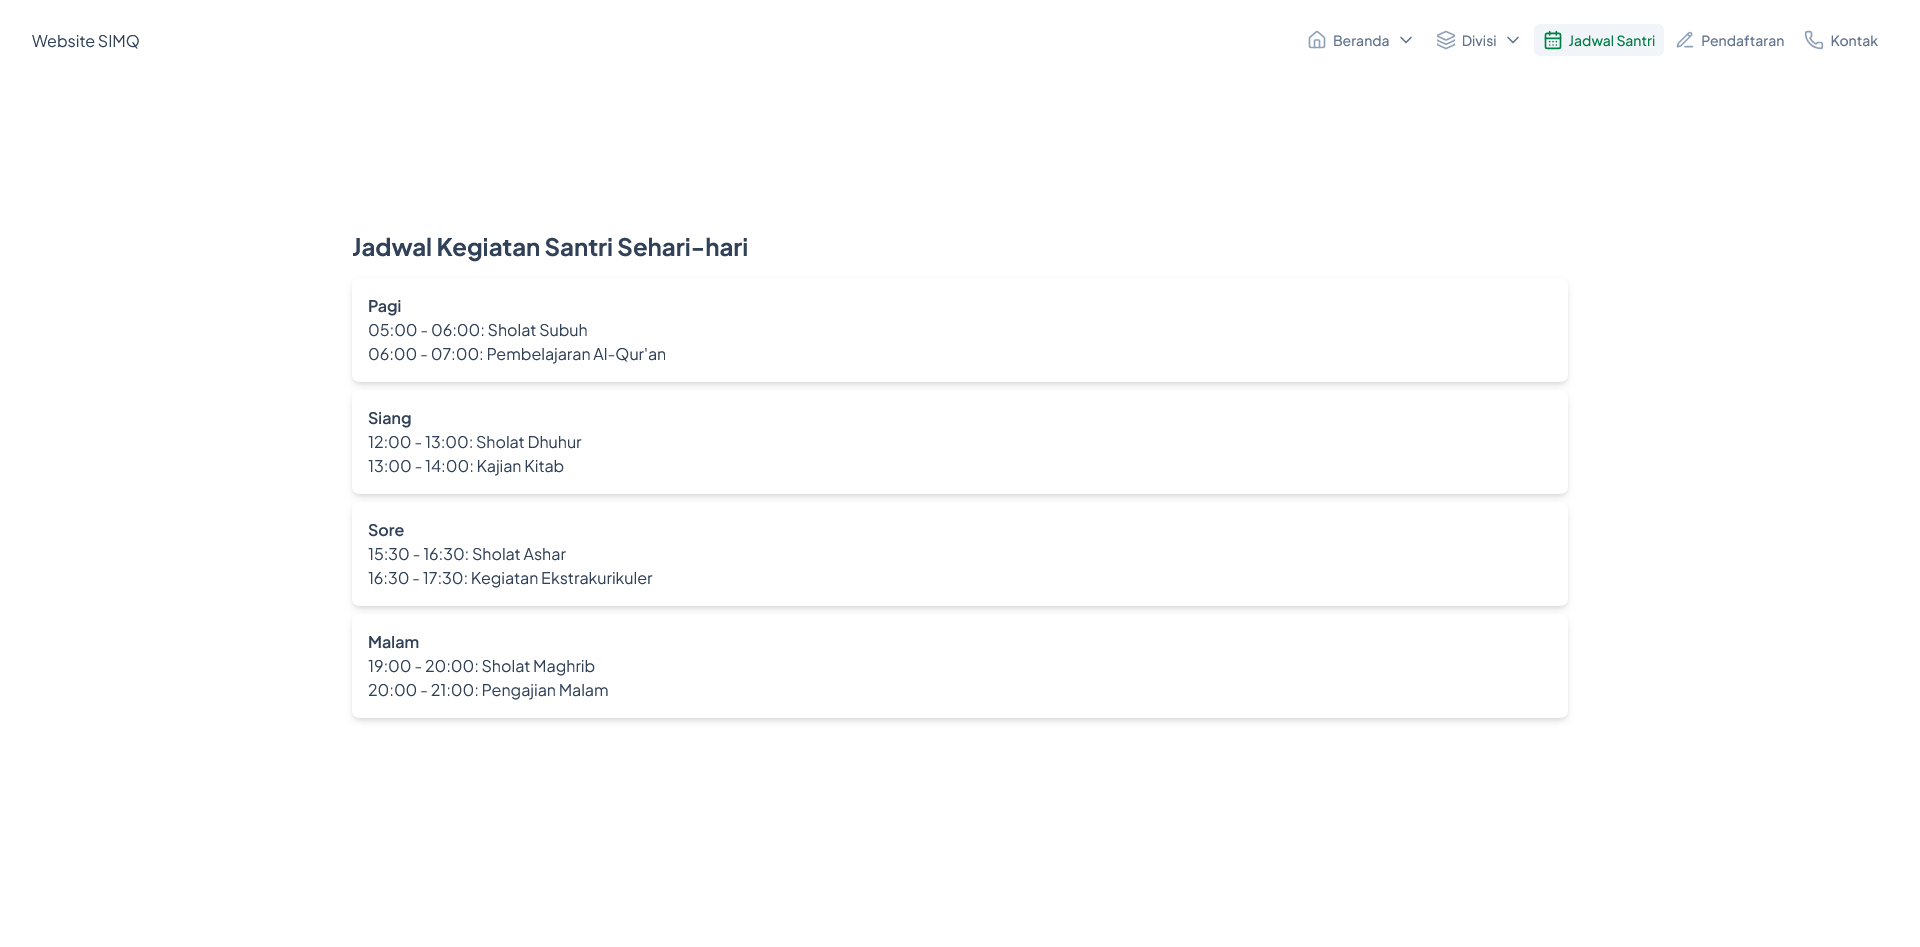 Website SIMQ
Beranda
Divisi
Jadwal Santri
Pendaftaran
Kontak
Jadwal Kegiatan Santri Sehari-hari
Pagi
05:00 - 06:00: Sholat Subuh
06:00 - 07:00: Pembelajaran Al-Qur'an
Siang
12:00 - 13:00: Sholat Dhuhur
13:00 - 14:00: Kajian Kitab
Sore
15:30 - 16:30: Sholat Ashar
16:30 - 17:30: Kegiatan Ekstrakurikuler
Malam
19:00 - 20:00: Sholat Maghrib
20:00 - 21:00: Pengajian Malam